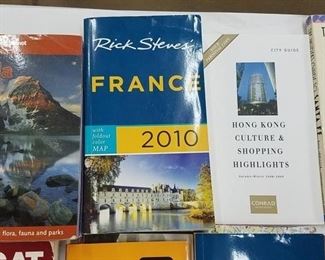 a
flora, fauna and parks
Rick Steves'
FRANCE
with
foldout
color
MAP
2010
CITY GUIDE
HONG KONG
CULTURE &
SHOPPING
HIGHLIGHTS
CONRAD